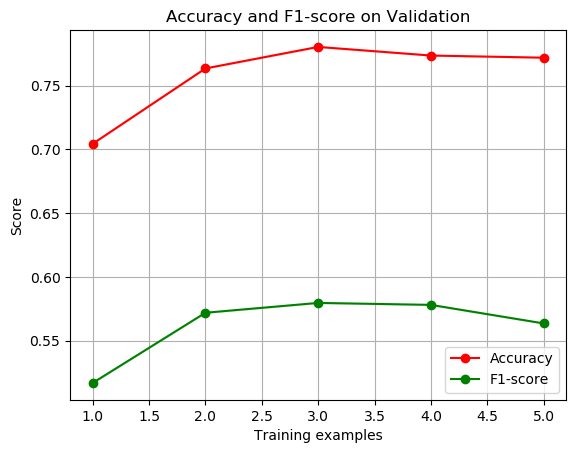 Accuracy and F1-score on Validation
Score
0.75
0.70
0.65
0.60
0.55
Accuracy
F1-score
1.0 1.5 2.0 2.5 3.0 3.5 4.0 4.5 5.0
Training examples